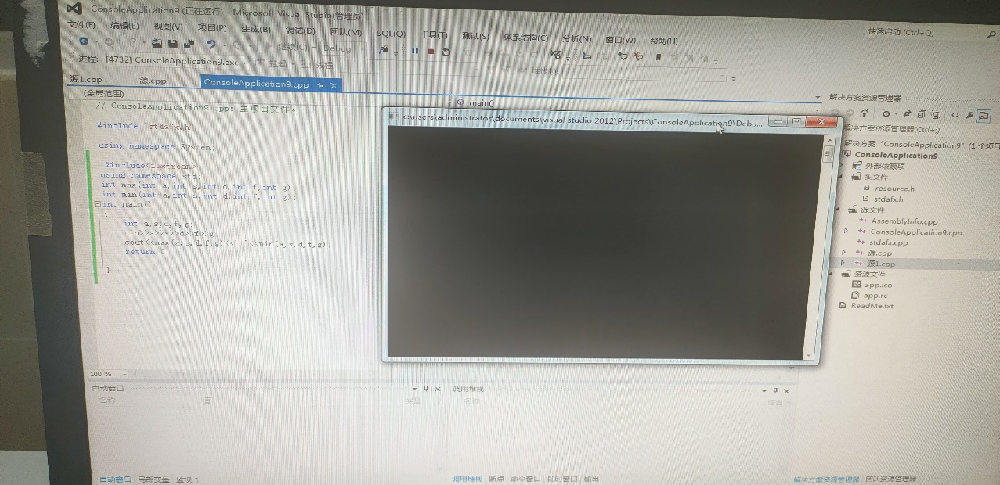 ConsoleApplication9 (正在运行) - Microsoft Visual Studio(管理员)
快速启动 (Ctrl+Q)
文件(F) 编辑(E) 视图(V) 项目(P) 生成(B) 调试(D) 团队(M) SQL(Q) 工具(T) 测试(S) 体系结构(C) 分析(N) 窗口(W) 帮助(H)
继续(C) Debug
进程: [4732] ConsoleApplication9.exe 挂起 线程:
源1.cpp 源.cpp ConsoleApplication9.cpp
(全局范围) main()
// ConsoleApplication9.cpp: 主项目文件。
#include "stdafx.h
using namespace System;
#include<iostream>
using namespace std;
int max(int a,int s,int d,int f,int g)
int min(int a,int s,int d,int f,int g);
int main()
{
int a,s,d,f,g
cin>>a>>s>>d>>f>>g
cout<<max(a,s,d,f,g)<<" "<<min(a,s,d,f,g)
return 0;
}
c:\users\administrator\documents\visual studio 2012\Projects\ConsoleApplication9\Debu...
解决方案资源管理器
解决方案资源管理器(Ctrl+;)
解决方案 "ConsoleApplication9" (1 个项目
ConsoleApplication9
外部依赖项
头文件
resource.h
stdafx.h
源文件
AssemblyInfo.cpp
ConsoleApplication9.cpp
stdafx.cpp
源.cpp
源1.cpp
资源文件
app.ico
app.rc
ReadMe.txt
100 %
自动窗口 调用堆栈
名称 值 类型 名称 语言
自动窗口 局部变量 监视 1 调用堆栈 断点 命令窗口 即时窗口 输出 解决方案资源管理器 团队资源管理器